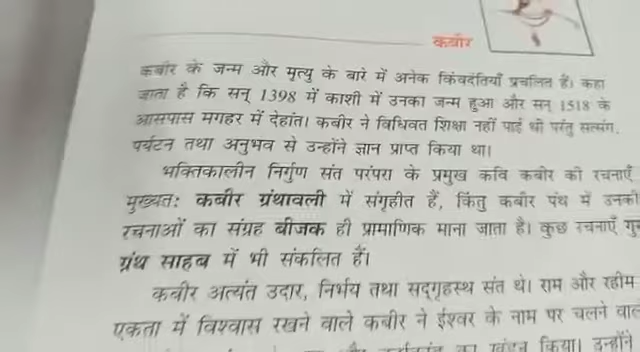 कबीर
कबीर के जन्म और मृत्यु के बारे में अनेक किंवदंतियाँ प्रचलित हैं। कहा
जाता है कि सन् 1398 में काशी में उनका जन्म हुआ और सन् 1518 के
आसपास मगहर में देहांत। कबीर ने विधिवत शिक्षा नहीं पाई थी परंतु सत्संग,
पर्यटन तथा अनुभव से उन्होंने ज्ञान प्राप्त किया था।
भक्तिकालीन निर्गुण संत परंपरा के प्रमुख कवि कबीर की रचनाएँ
मुख्यतः कबीर ग्रंथावली में संगृहीत हैं, किंतु कबीर पंथ में उनकी
रचनाओं का संग्रह बीजक ही प्रामाणिक माना जाता है। कुछ रचनाएँ गुरु
ग्रंथ साहब में भी संकलित हैं।
कबीर अत्यंत उदार, निर्भय तथा सद्गृहस्थ संत थे। राम और रहीम
एकता में विश्वास रखने वाले कबीर ने ईश्वर के नाम पर चलने वाले
का खंडन किया। उन्होंने